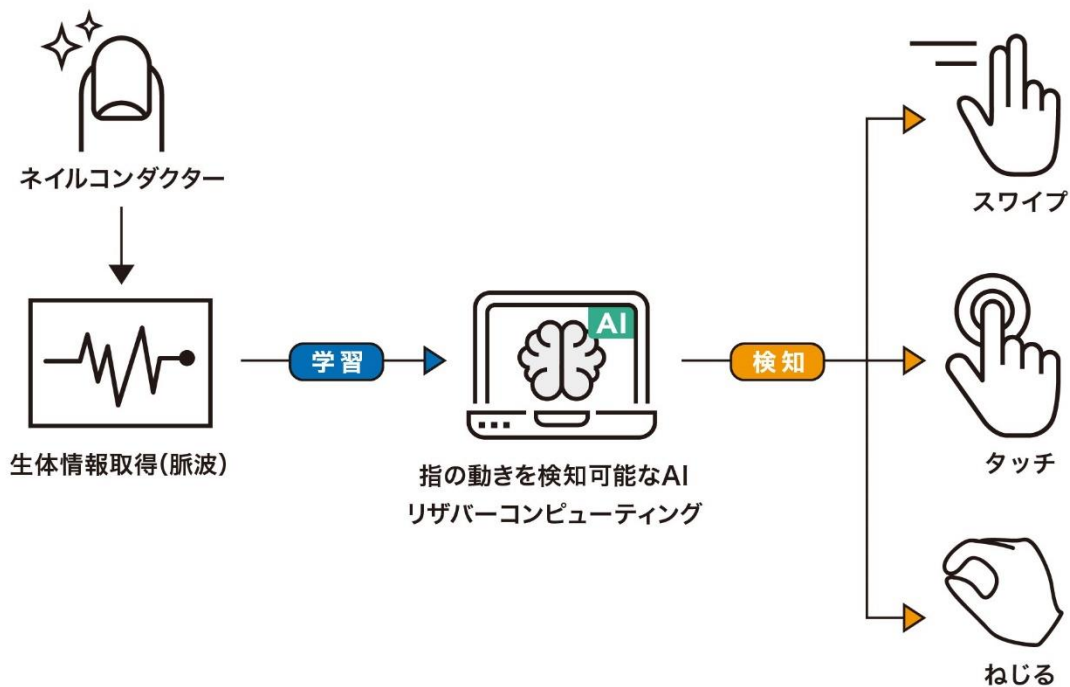 ネイルコンダクター
生体情報取得(脈波)
学習
AI
指の動きを検知可能なAI
リザバーコンピューティング
検知
スワイプ
タッチ
ねじる